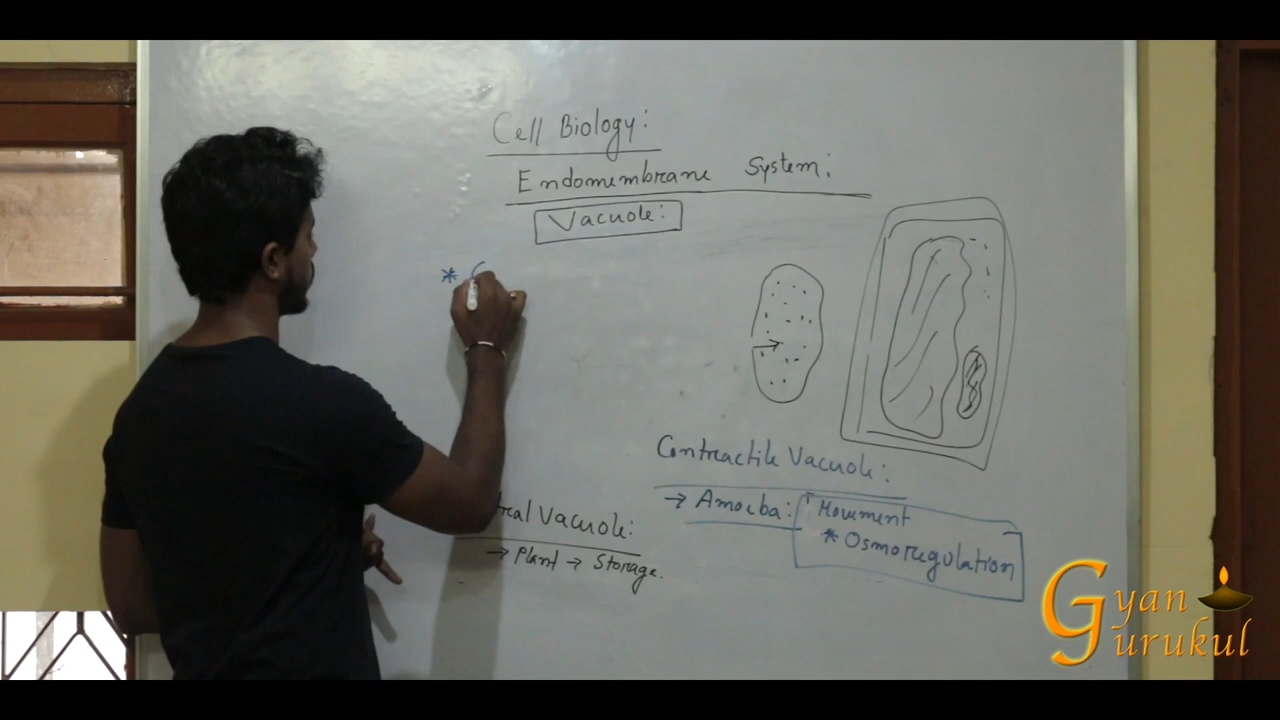 Cell Biology:
Endomembrane System:
Vacuole:
*
Contractile Vacuole:
→ Amoeba: Movement
* Osmoregulation
Vacuole:
→ Plant → Storage.
Gyan
Gurukul